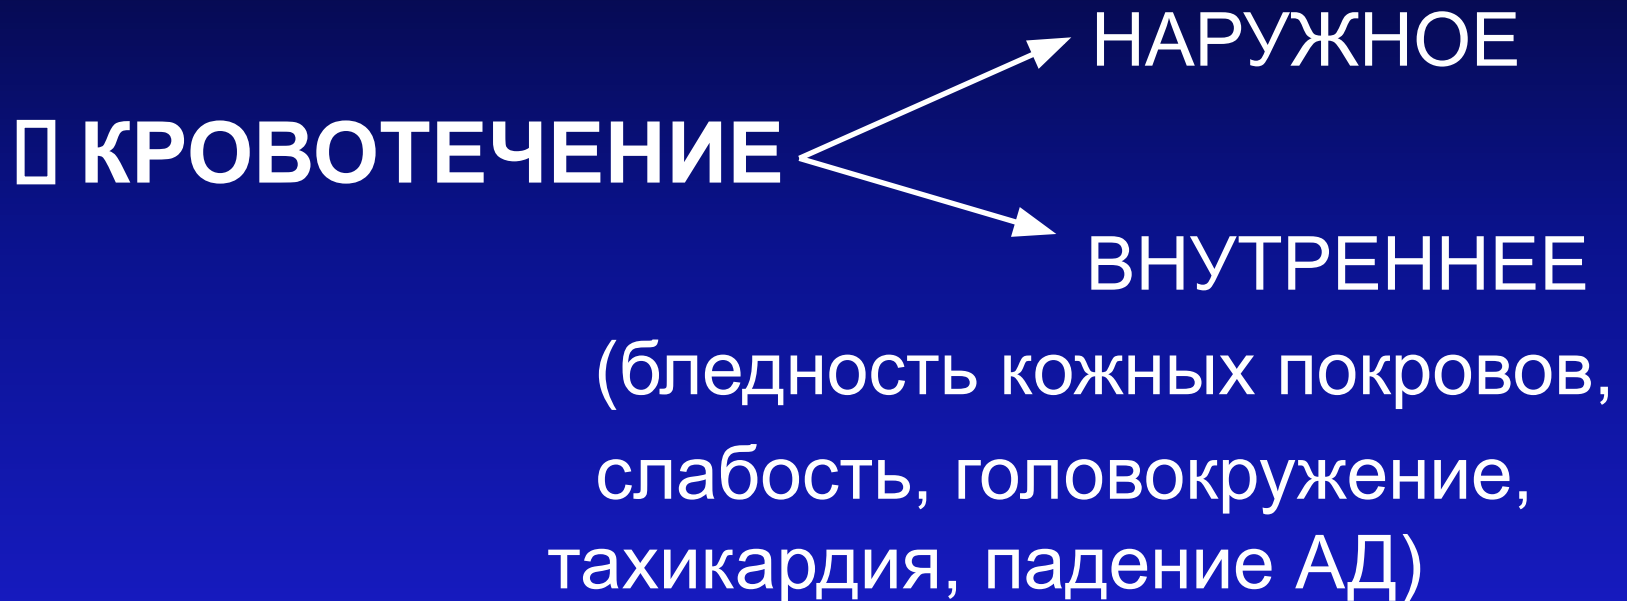 НАРУЖНОЕ
КРОВОТЕЧЕНИЕ
ВНУТРЕННЕЕ
(бледность кожных покровов,
слабость, головокружение,
тахикардия, падение АД)